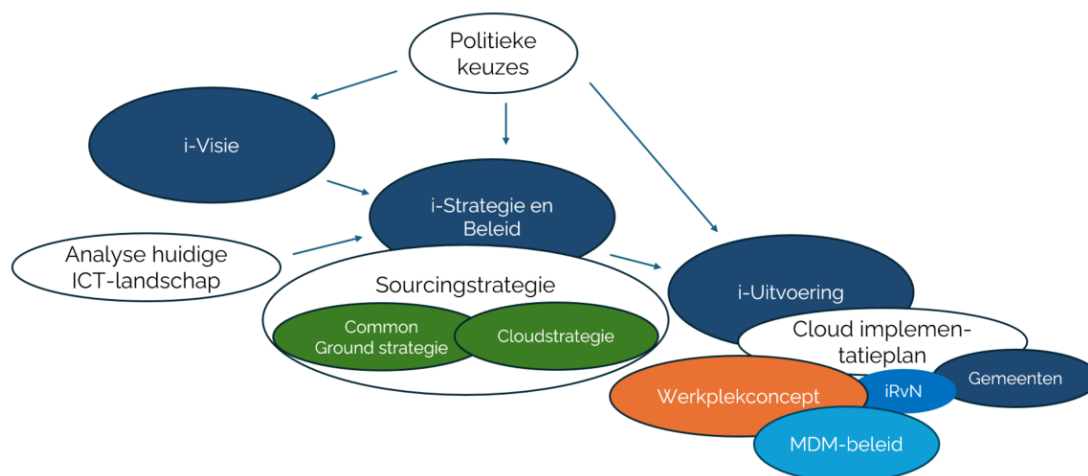 Politieke
keuzes
i-Visie
i-Strategie en
Beleid
Analyse huidige
ICT-landschap
Sourcingstrategie
i-Uitvoering
Common
Ground strategie
Cloudstrategie
Cloud implemen-
tatieplan
Gemeenten
iRvN
Werkplekconcept
MDM-beleid